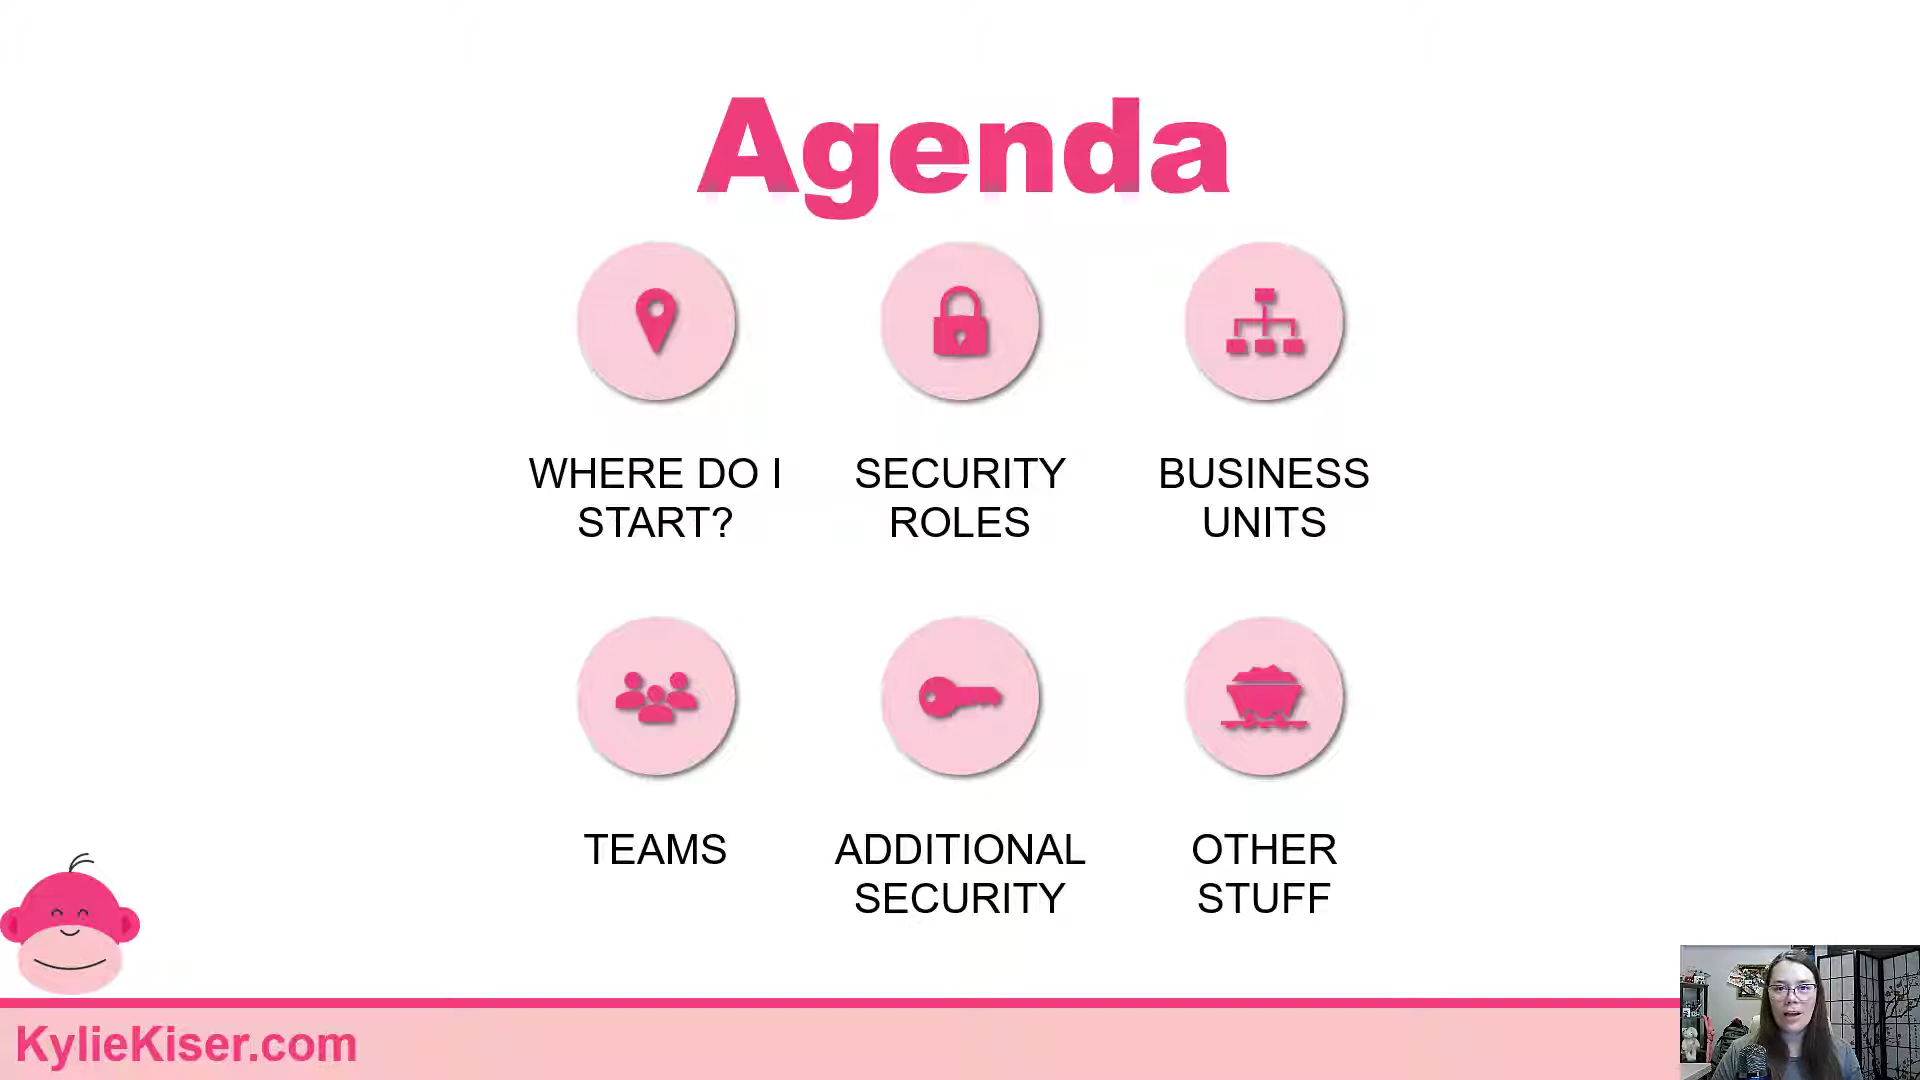 Agenda
WHERE DO I
START?
SECURITY
ROLES
BUSINESS
UNITS
TEAMS
ADDITIONAL
SECURITY
OTHER
STUFF
KylieKiser.com